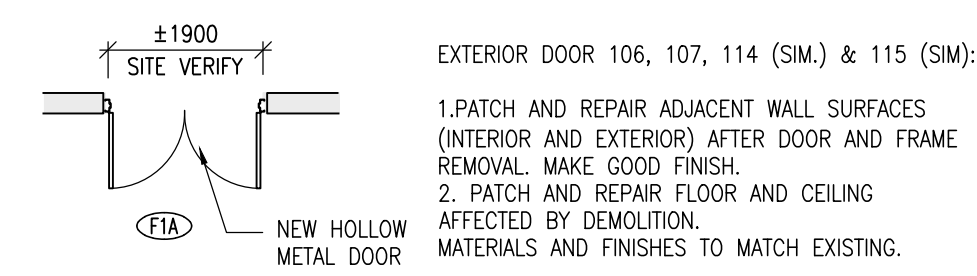 ±1900
SITE VERIFY
F1A
NEW HOLLOW
METAL DOOR
EXTERIOR DOOR 106, 107, 114 (SIM.) & 115 (SIM):
1.PATCH AND REPAIR ADJACENT WALL SURFACES
(INTERIOR AND EXTERIOR) AFTER DOOR AND FRAME
REMOVAL. MAKE GOOD FINISH.
2. PATCH AND REPAIR FLOOR AND CEILING
AFFECTED BY DEMOLITION.
MATERIALS AND FINISHES TO MATCH EXISTING.